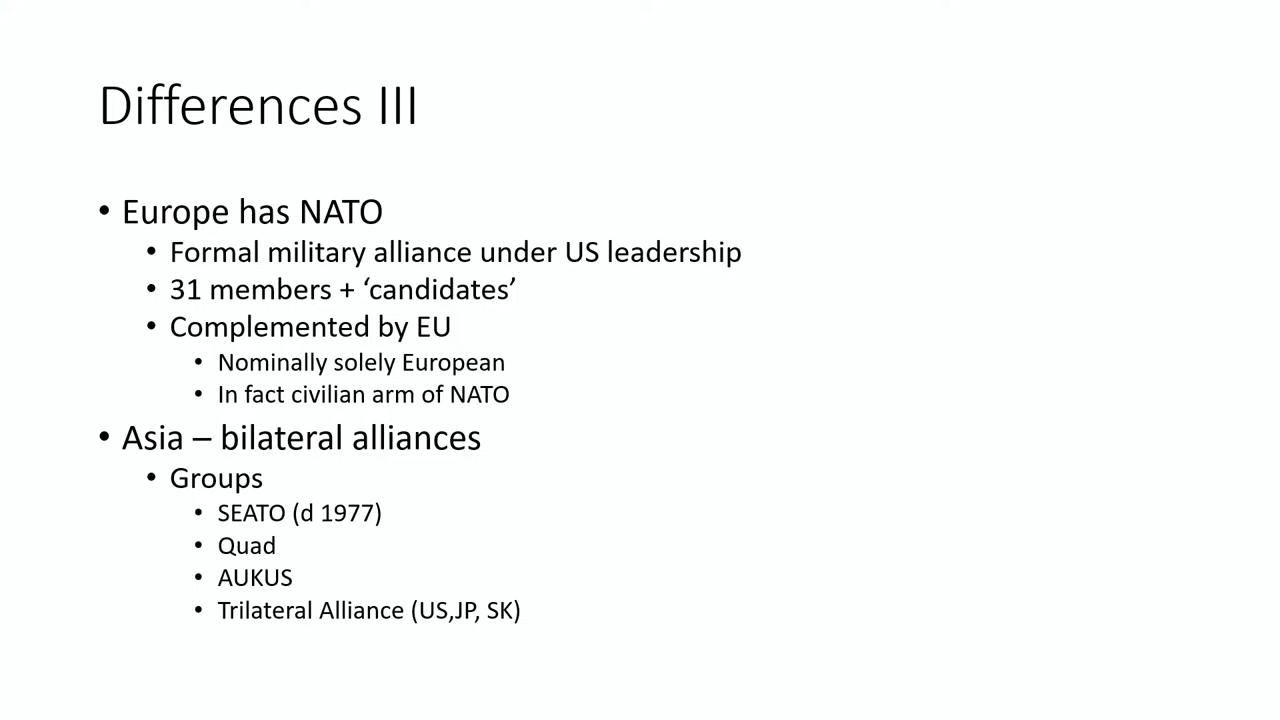 Differences III
• Europe has NATO
• Formal military alliance under US leadership
• 31 members + ‘candidates’
• Complemented by EU
• Nominally solely European
• In fact civilian arm of NATO
• Asia – bilateral alliances
• Groups
• SEATO (d 1977)
• Quad
• AUKUS
• Trilateral Alliance (US,JP, SK)